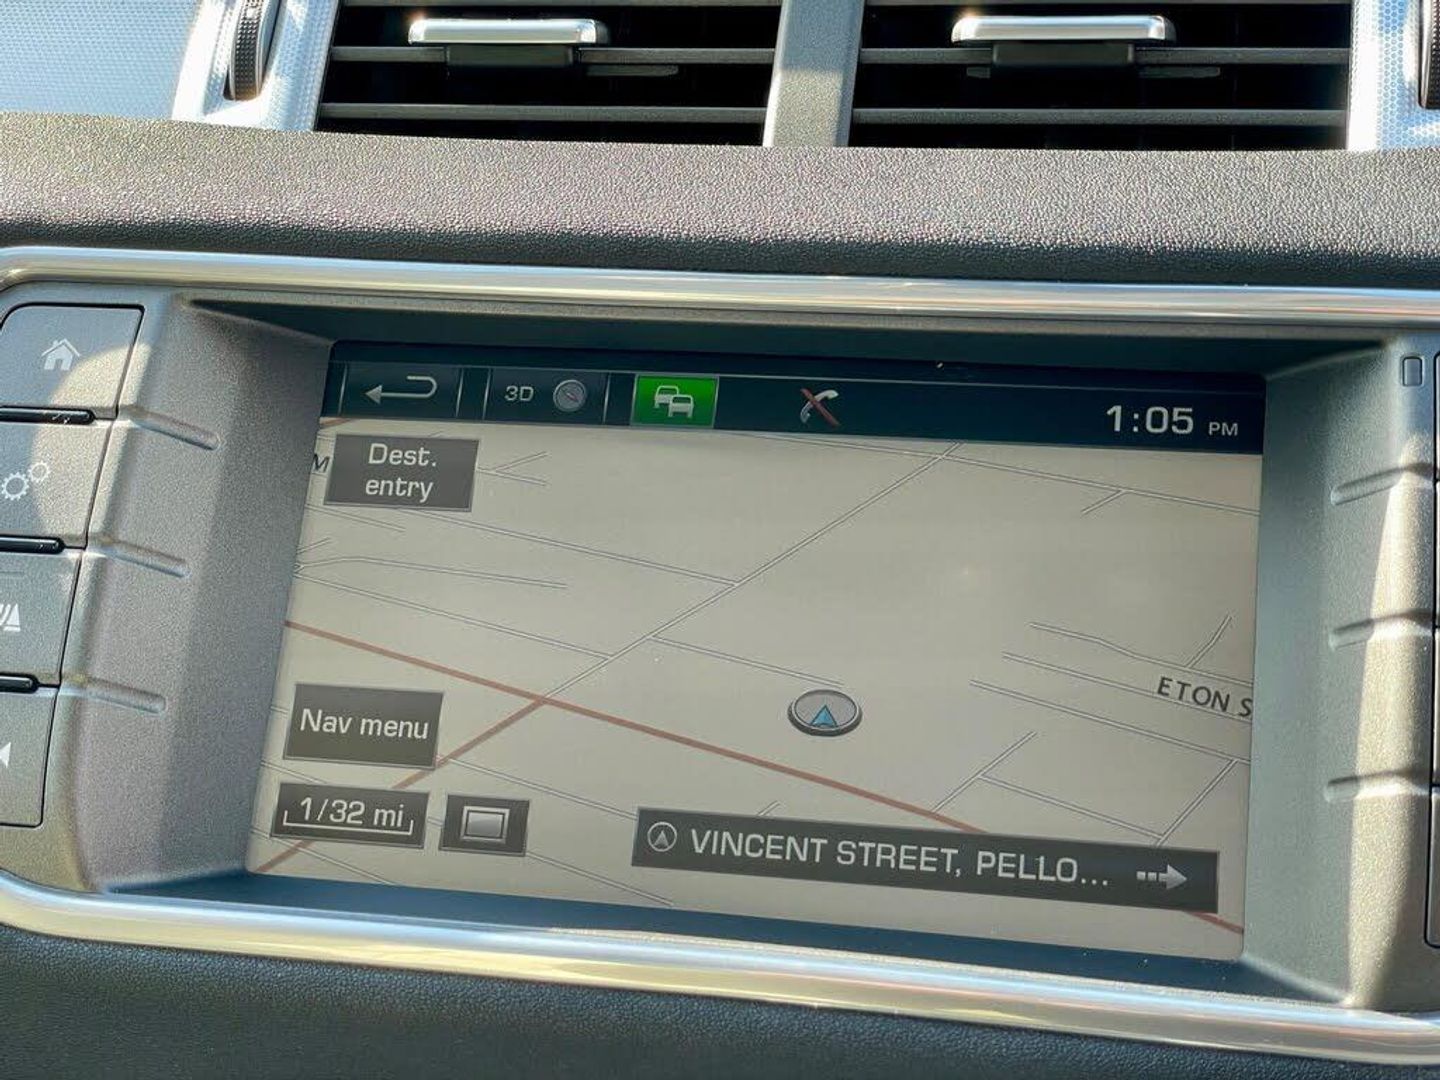 3D
1:05 PM
M
Dest.
entry
ETON S
Nav menu
1/32 mi
VINCENT STREET, PELLO...